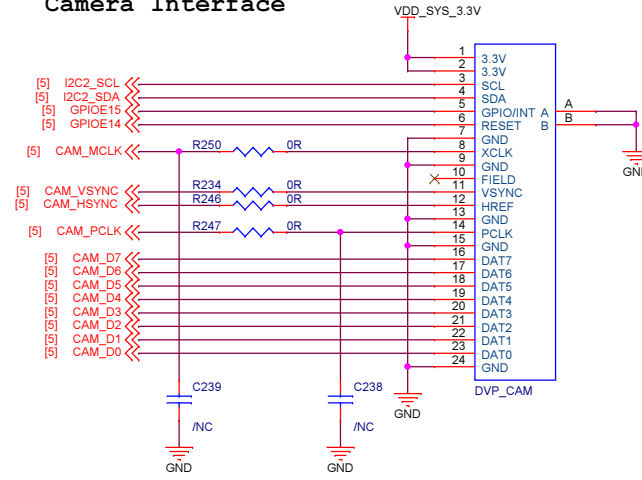 Camera Interface
VDD_SYS_3.3V
1 3.3V
2 3.3V
[5] I2C2_SCL 3 SCL
[5] I2C2_SDA 4 SDA
[5] GPIOE15 5 GPIO/INT A A
[5] GPIOE14 6 RESET B B
7 GND
[5] CAM_MCLK R250 0R 8 XCLK
9 GND
GND
10 FIELD
[5] CAM_VSYNC R234 0R 11 VSYNC
[5] CAM_HSYNC R246 0R 12 HREF
13 GND
[5] CAM_PCLK R247 0R 14 PCLK
15 GND
[5] CAM_D7 16 DAT7
[5] CAM_D6 17 DAT6
[5] CAM_D5 18 DAT5
[5] CAM_D4 19 DAT4
[5] CAM_D3 20 DAT3
[5] CAM_D2 21 DAT2
[5] CAM_D1 22 DAT1
[5] CAM_D0 23 DAT0
24 GND
C239 C238 DVP_CAM
GND
/NC /NC
GND GND